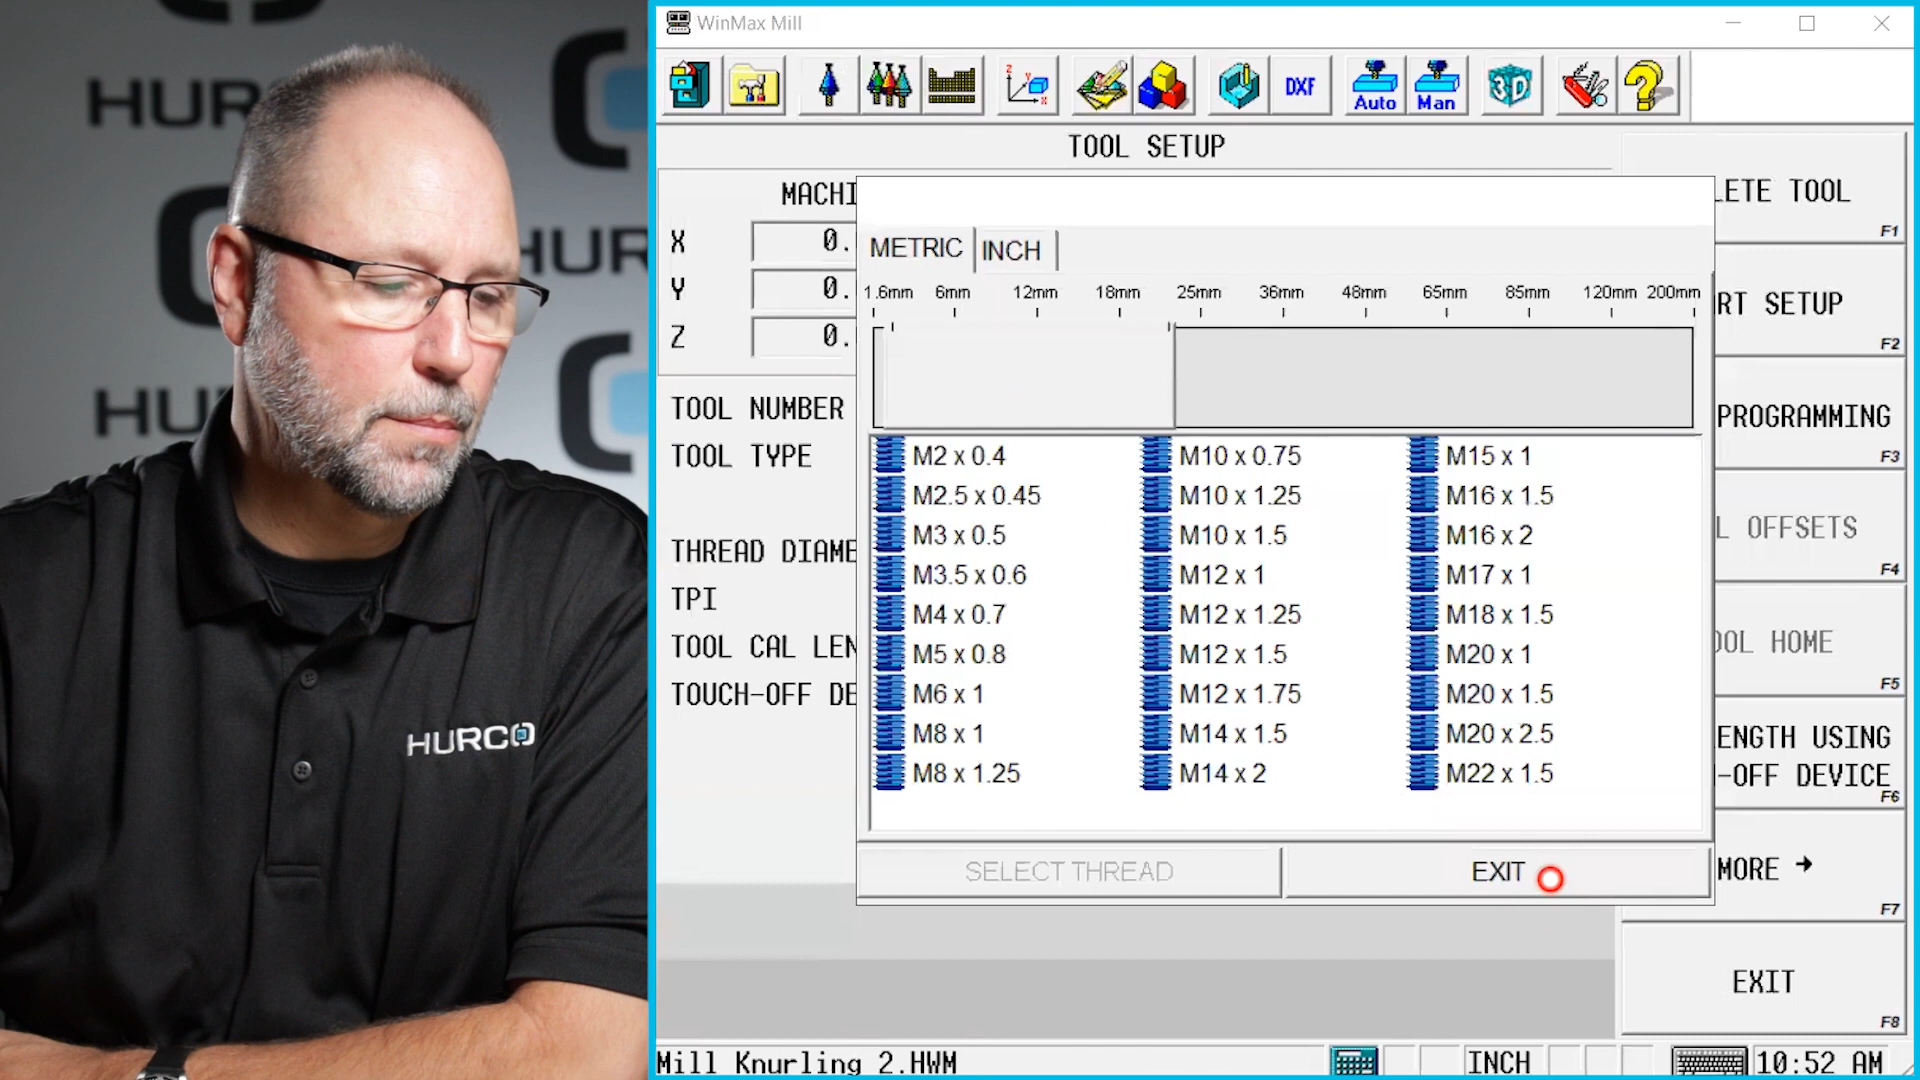 HUR
HURCO
HUR
HU
HURCO
WinMax Mill
DXF
Auto
Man
3D
TOOL SETUP
MACHI
X 0.
Y 0.
Z 0.
TOOL NUMBER
TOOL TYPE
THREAD DIAME
TPI
TOOL CAL LEN
TOUCH-OFF DE
METRIC INCH
1.6mm 6mm 12mm 18mm 25mm 36mm 48mm 65mm 85mm 120mm 200mm
M2 x 0.4
M2.5 x 0.45
M3 x 0.5
M3.5 x 0.6
M4 x 0.7
M5 x 0.8
M6 x 1
M8 x 1
M8 x 1.25
M10 x 0.75
M10 x 1.25
M10 x 1.5
M12 x 1
M12 x 1.25
M12 x 1.5
M12 x 1.75
M14 x 1.5
M14 x 2
M15 x 1
M16 x 1.5
M16 x 2
M17 x 1
M18 x 1.5
M20 x 1
M20 x 1.5
M20 x 2.5
M22 x 1.5
SELECT THREAD
EXIT
LETE TOOL
F1
RT SETUP
F2
PROGRAMMING
F3
L OFFSETS
F4
OOL HOME
F5
ENGTH USING
-OFF DEVICE
F6
MORE →
F7
EXIT
F8
Mill Knurling 2.HWM
INCH
10:52 AM